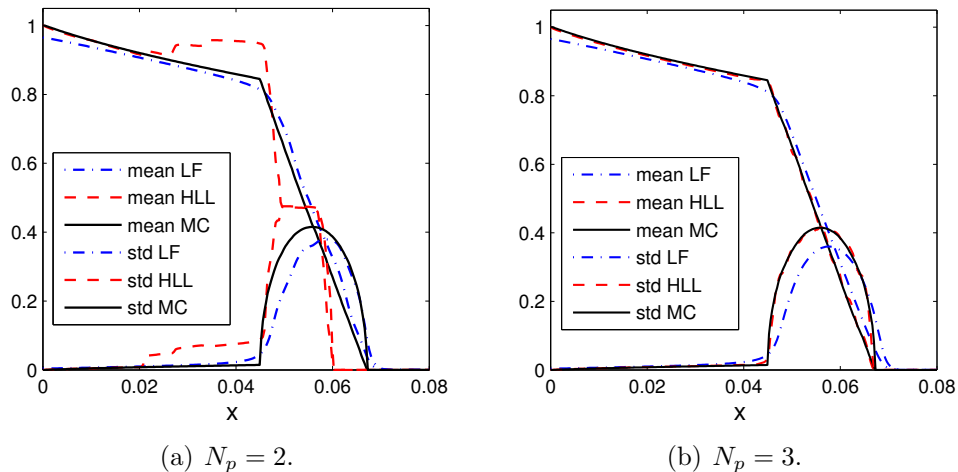 1
0.8
0.6
0.4
0.2
0
mean LF
mean HLL
mean MC
std LF
std HLL
std MC
0 0.02 0.04 0.06 0.08
x
(a) N_p = 2.
1
0.8
0.6
0.4
0.2
0
mean LF
mean HLL
mean MC
std LF
std HLL
std MC
0 0.02 0.04 0.06 0.08
x
(b) N_p = 3.